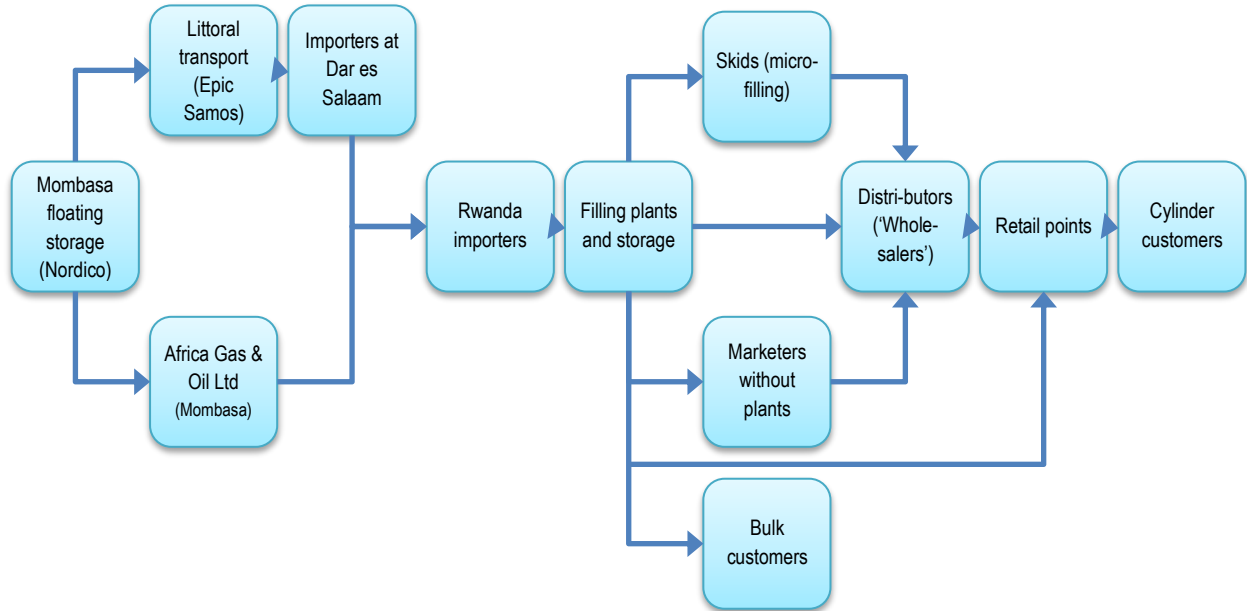 Littoral
transport
(Epic
Samos)
Importers at
Dar es
Salaam
Mombasa
floating
storage
(Nordico)
Africa Gas &
Oil Ltd
(Mombasa)
Rwanda
importers
Filling plants
and storage
Skids (micro-
filling)
Marketers
without
plants
Bulk
customers
Distri-butors
(‘Whole-
salers’)
Retail points
Cylinder
customers